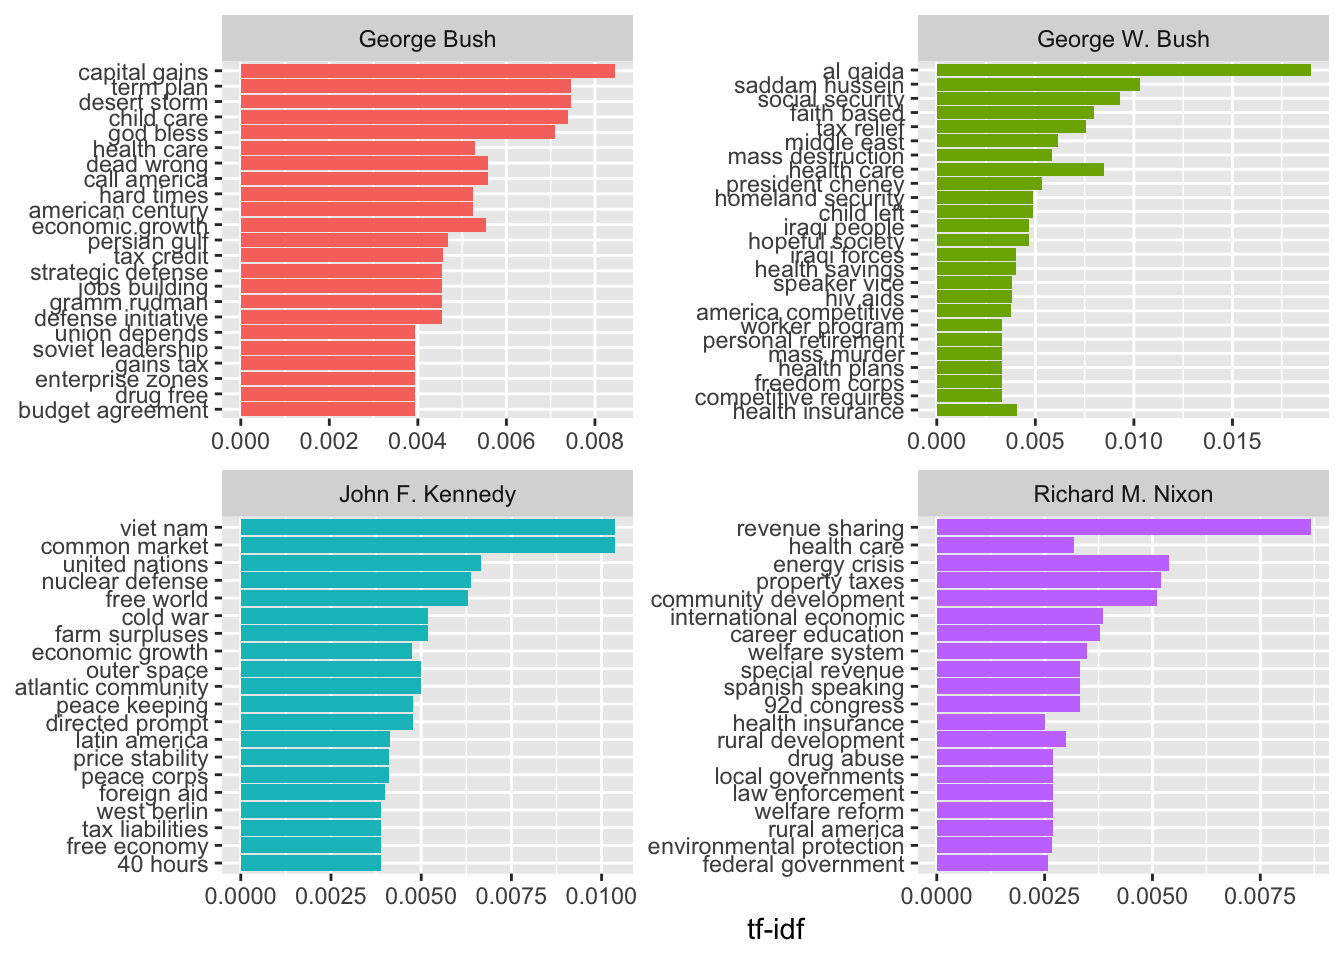 George Bush
capital gains
term plan
desert storm
child care
god bless
health care
dead wrong
call america
hard times
american century
economic growth
persian gulf
tax credit
strategic defense
jobs building
gramm rudman
defense initiative
union depends
soviet leadership
gains tax
enterprise zones
drug free
budget agreement
0.000 0.002 0.004 0.006 0.008
George W. Bush
al qaida
saddam hussein
social security
faith based
tax relief
middle east
mass destruction
health care
president cheney
homeland security
child left
iraqi people
hopeful society
iraqi forces
health savings
speaker vice
hiv aids
america competitive
worker program
personal retirement
mass murder
health plans
freedom corps
competitive requires
health insurance
0.000 0.005 0.010 0.015
John F. Kennedy
viet nam
common market
united nations
nuclear defense
free world
cold war
farm surpluses
economic growth
outer space
atlantic community
peace keeping
directed prompt
latin america
price stability
peace corps
foreign aid
west berlin
tax liabilities
free economy
40 hours
0.0000 0.0025 0.0050 0.0075 0.0100
Richard M. Nixon
revenue sharing
health care
energy crisis
property taxes
community development
international economic
career education
welfare system
special revenue
spanish speaking
92d congress
health insurance
rural development
drug abuse
local governments
law enforcement
welfare reform
rural america
environmental protection
federal government
0.0000 0.0025 0.0050 0.0075
tf-idf